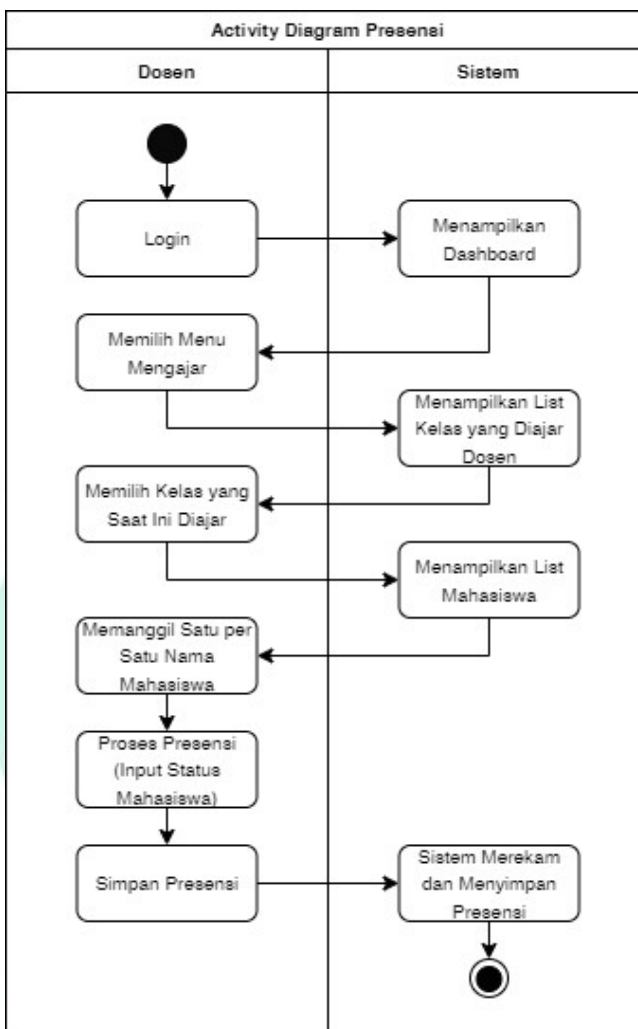 Activity Diagram Presensi
Dosen
Sistem
Login
Menampilkan
Dashboard
Memilih Menu
Mengajar
Menampilkan List
Kelas yang Diajar
Dosen
Memilih Kelas yang
Saat Ini Diajar
Menampilkan List
Mahasiswa
Memanggil Satu per
Satu Nama
Mahasiswa
Proses Presensi
(Input Status
Mahasiswa)
Simpan Presensi
Sistem Merekam
dan Menyimpan
Presensi